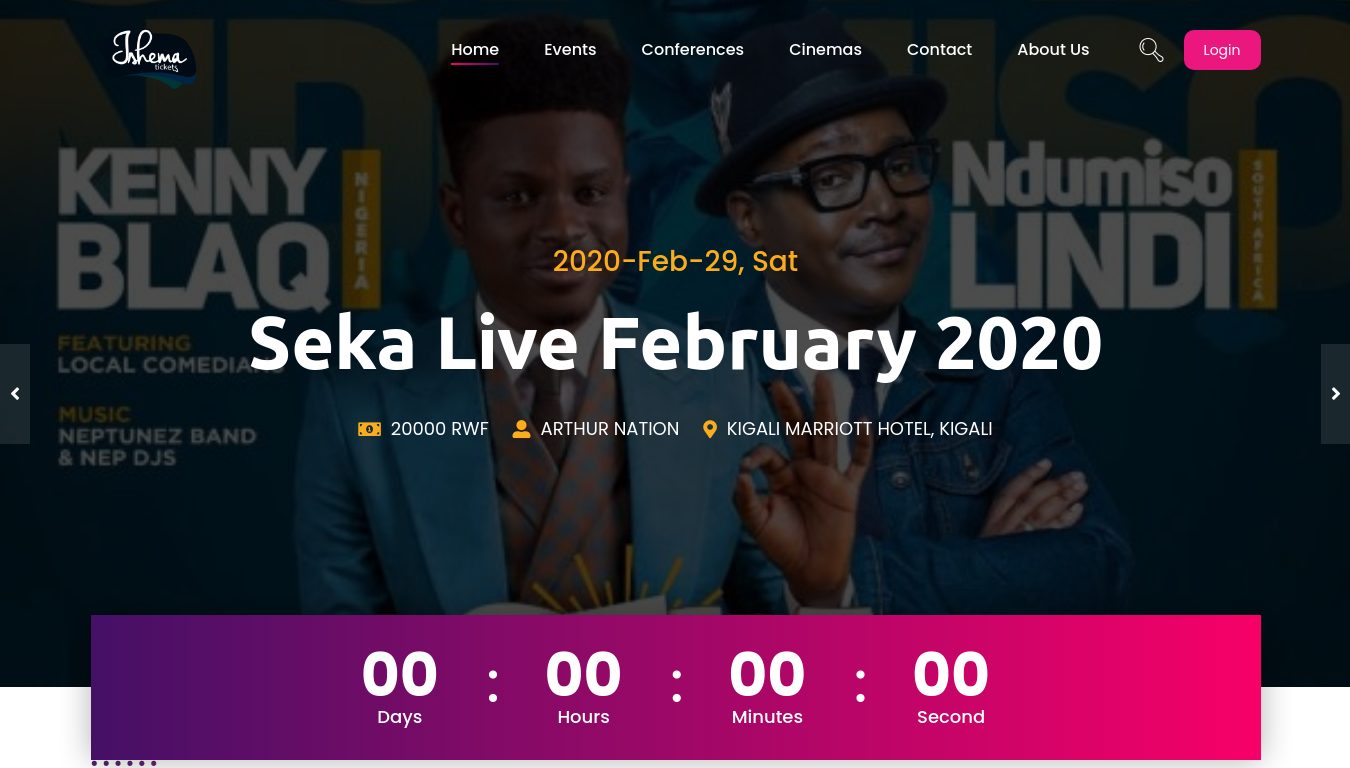 Ishema
tickets
Home
Events
Conferences
Cinemas
Contact
About Us
Login
KENNY
BLAQ
NIGERIA
FEATURING
LOCAL COMEDIANS
MUSIC
NEPTUNEZ BAND
& NEP DJS
Ndumiso
LINDI
SOUTH AFRICA
2020-Feb-29, Sat
Seka Live February 2020
20000 RWF
ARTHUR NATION
KIGALI MARRIOTT HOTEL, KIGALI
00 : 00 : 00 : 00
Days Hours Minutes Second